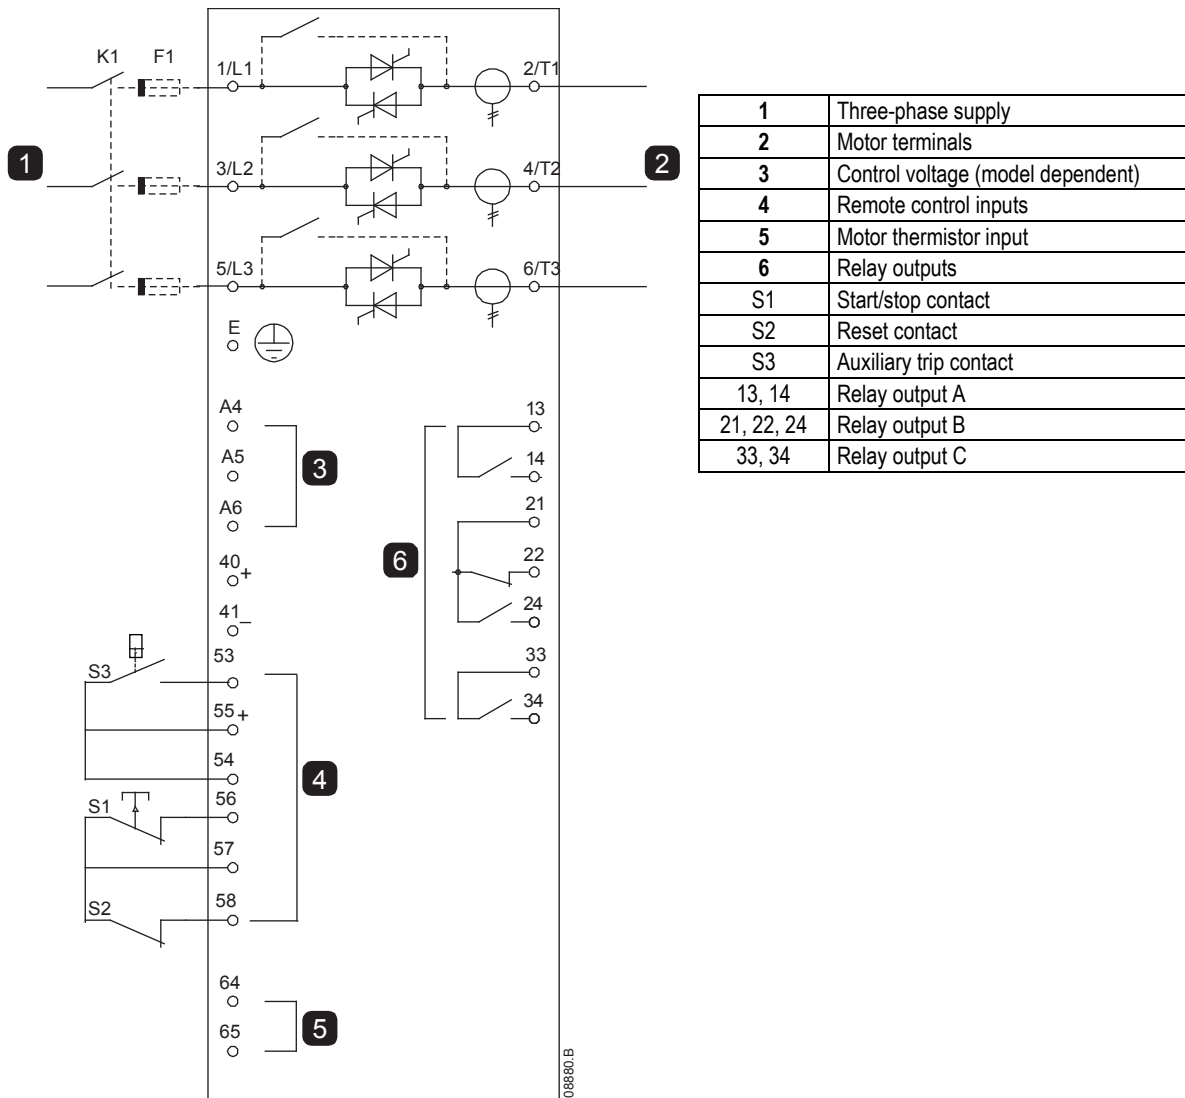 K1 F1
1/L1 2/T1
1
3/L2 4/T2
2
5/L3 6/T3
E
A4
A5
A6
3
40 +
41 –
S3
53
55 +
54
4
S1
56
57
S2
58
64
65
5
13
14
21
22
24
33
34
6
08880.B
1 Three-phase supply
2 Motor terminals
3 Control voltage (model dependent)
4 Remote control inputs
5 Motor thermistor input
6 Relay outputs
S1 Start/stop contact
S2 Reset contact
S3 Auxiliary trip contact
13, 14 Relay output A
21, 22, 24 Relay output B
33, 34 Relay output C